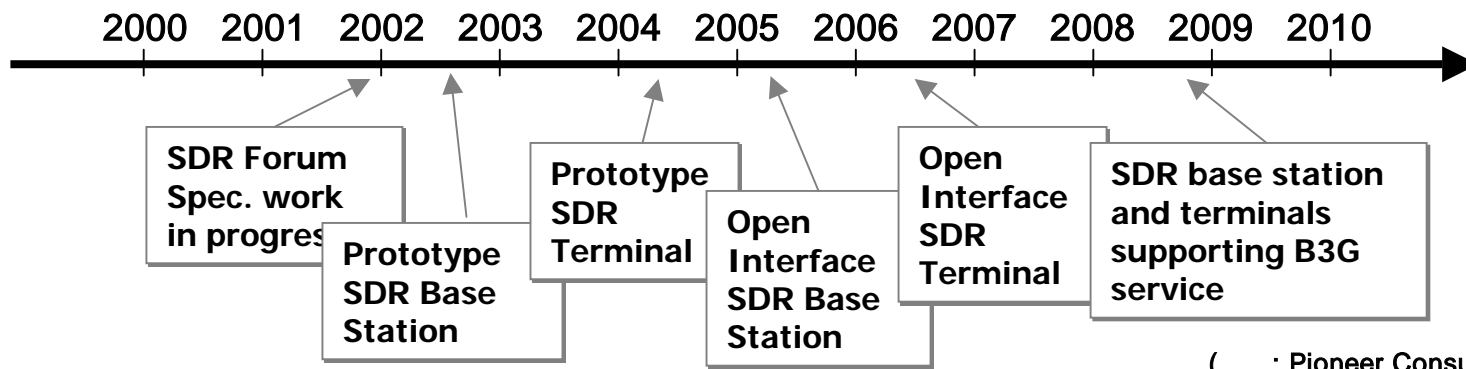 2000 2001 2002 2003 2004 2005 2006 2007 2008 2009 2010
SDR Forum
Spec. work
in progres
Prototype
SDR Base
Station
Prototype
SDR
Terminal
Open
Interface
SDR Base
Station
Open
Interface
SDR
Terminal
SDR base station
and terminals
supporting B3G
service
( : Pioneer Consu